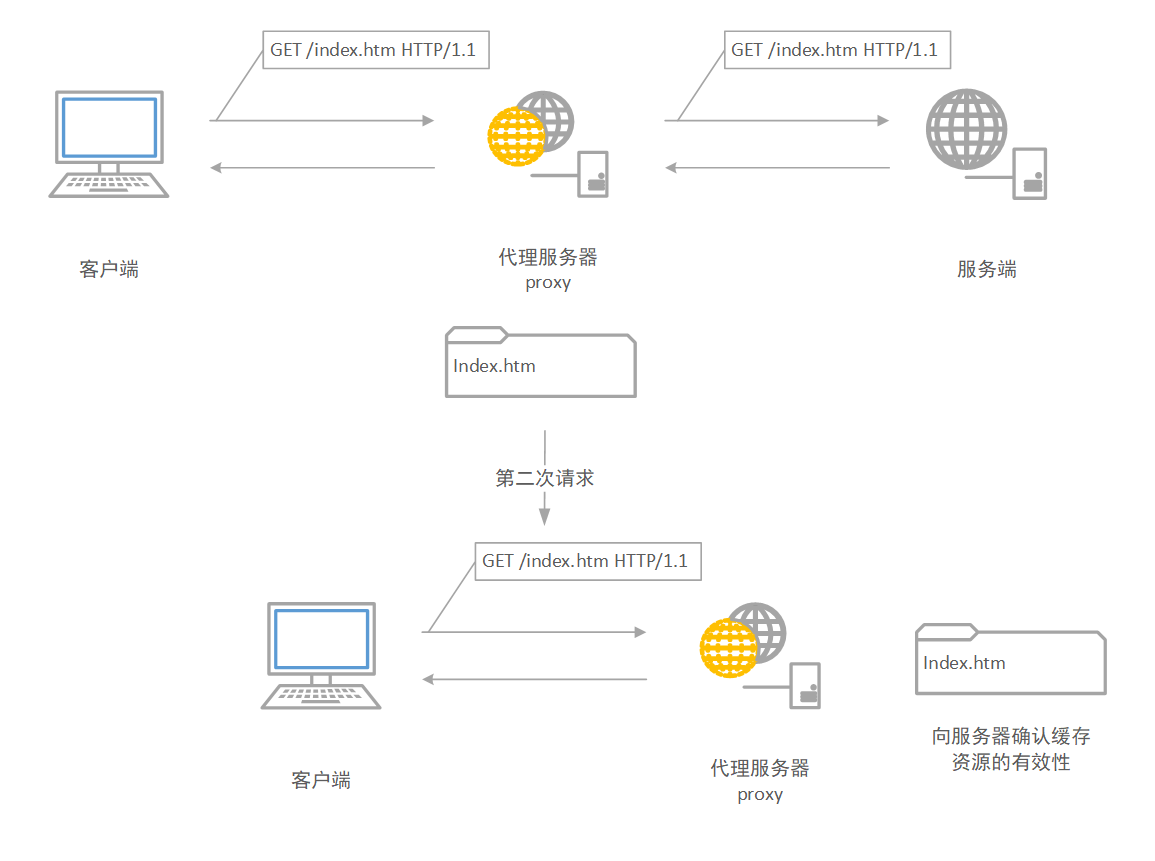 GET /index.htm HTTP/1.1
GET /index.htm HTTP/1.1
客户端
代理服务器
proxy
服务端
Index.htm
第二次请求
GET /index.htm HTTP/1.1
Index.htm
客户端
代理服务器
proxy
向服务器确认缓存
资源的有效性